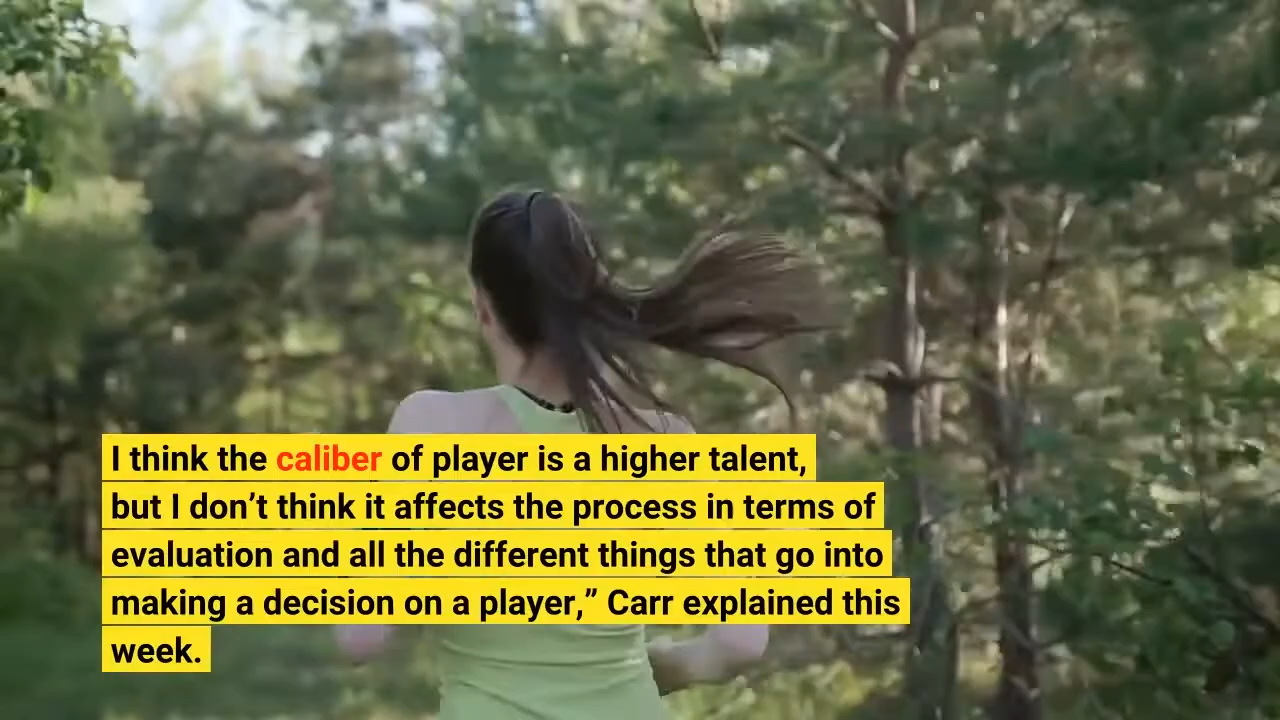 I think the caliber of player is a higher talent,
but I don’t think it affects the process in terms of
evaluation and all the different things that go into
making a decision on a player,” Carr explained this
week.